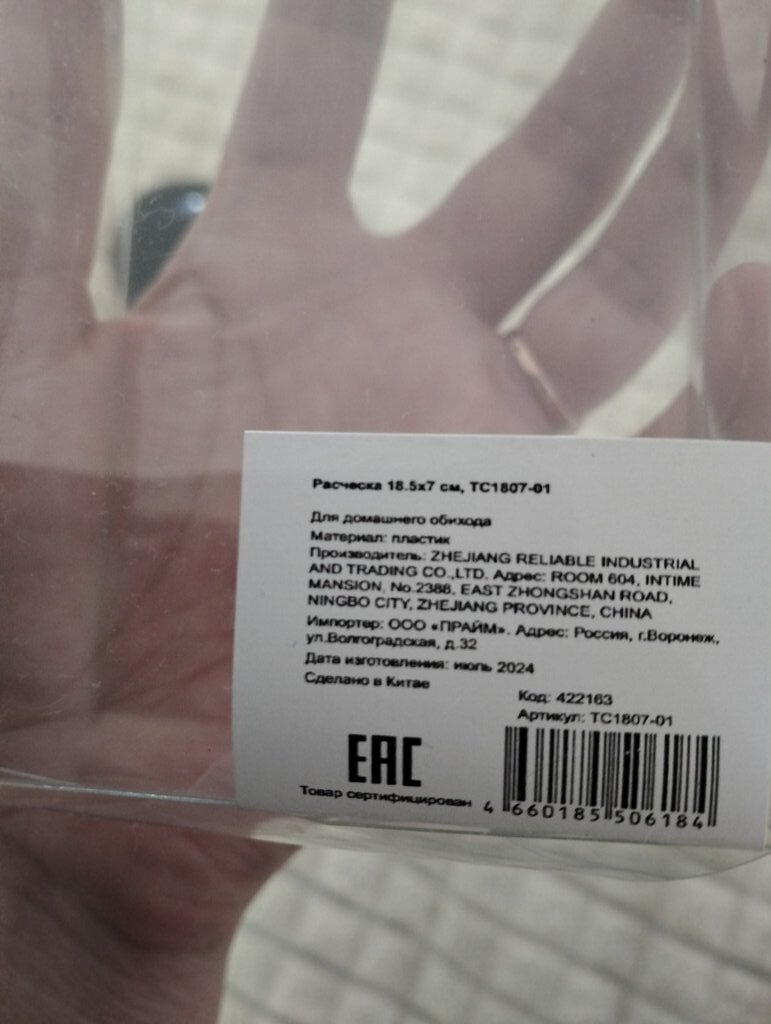 Расческа 18.5х7 см, TC1807-01
Для домашнего обихода
Материал: пластик
Производитель: ZHEJIANG RELIABLE INDUSTRIAL
AND TRADING CO.,LTD. Адрес: ROOM 604, INTIME
MANSION, No.2388, EAST ZHONGSHAN ROAD,
NINGBO CITY, ZHEJIANG PROVINCE, CHINA
Импортер: ООО «ПРАЙМ». Адрес: Россия, г.Воронеж,
ул.Волгоградская, д.32
Дата изготовления: июль 2024
Сделано в Китае
Код: 422163
Артикул: TC1807-01
EAC
Товар сертифицирован
4 660185 506184